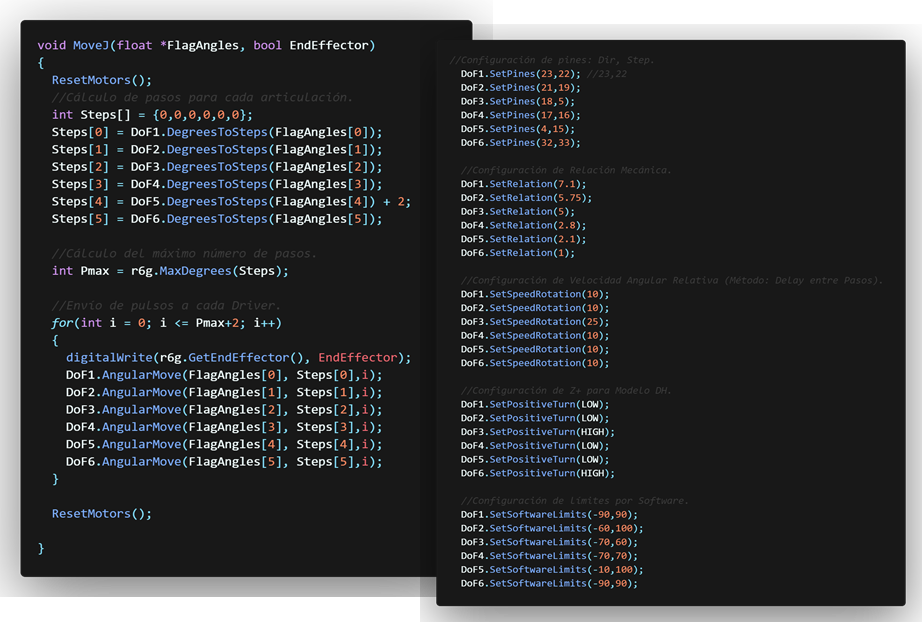 void MoveJ(float *FlagAngles, bool EndEffector)
{
ResetMotors();
//Cálculo de pasos para cada articulación.
int Steps[] = {0,0,0,0,0,0};
Steps[0] = DoF1.DegreesToSteps(FlagAngles[0]);
Steps[1] = DoF2.DegreesToSteps(FlagAngles[1]);
Steps[2] = DoF3.DegreesToSteps(FlagAngles[2]);
Steps[3] = DoF4.DegreesToSteps(FlagAngles[3]);
Steps[4] = DoF5.DegreesToSteps(FlagAngles[4]) + 2;
Steps[5] = DoF6.DegreesToSteps(FlagAngles[5]);
//Cálculo del máximo número de pasos.
int Pmax = r6g.MaxDegrees(Steps);
//Envío de pulsos a cada Driver.
for(int i = 0; i <= Pmax+2; i++)
{
digitalWrite(r6g.GetEndEffector(), EndEffector);
DoF1.AngularMove(FlagAngles[0], Steps[0],i);
DoF2.AngularMove(FlagAngles[1], Steps[1],i);
DoF3.AngularMove(FlagAngles[2], Steps[2],i);
DoF4.AngularMove(FlagAngles[3], Steps[3],i);
DoF5.AngularMove(FlagAngles[4], Steps[4],i);
DoF6.AngularMove(FlagAngles[5], Steps[5],i);
}
ResetMotors();
}
//Configuración de pines: Dir, Step.
DoF1.SetPines(23,22); //23,22
DoF2.SetPines(21,19);
DoF3.SetPines(18,5);
DoF4.SetPines(17,16);
DoF5.SetPines(4,15);
DoF6.SetPines(32,33);
//Configuración de Relación Mecánica.
DoF1.SetRelation(7.1);
DoF2.SetRelation(5.75);
DoF3.SetRelation(5);
DoF4.SetRelation(2.8);
DoF5.SetRelation(2.1);
DoF6.SetRelation(1);
//Configuración de Velocidad Angular Relativa (Método: Delay entre Pasos).
DoF1.SetSpeedRotation(10);
DoF2.SetSpeedRotation(10);
DoF3.SetSpeedRotation(25);
DoF4.SetSpeedRotation(10);
DoF5.SetSpeedRotation(10);
DoF6.SetSpeedRotation(10);
//Configuración de Z+ para Modelo DH.
DoF1.SetPositiveTurn(LOW);
DoF2.SetPositiveTurn(LOW);
DoF3.SetPositiveTurn(HIGH);
DoF4.SetPositiveTurn(LOW);
DoF5.SetPositiveTurn(LOW);
DoF6.SetPositiveTurn(HIGH);
//Configuración de Límites por Software.
DoF1.SetSoftwareLimits(-90,90);
DoF2.SetSoftwareLimits(-60,100);
DoF3.SetSoftwareLimits(-70,60);
DoF4.SetSoftwareLimits(-70,70);
DoF5.SetSoftwareLimits(-10,100);
DoF6.SetSoftwareLimits(-90,90);